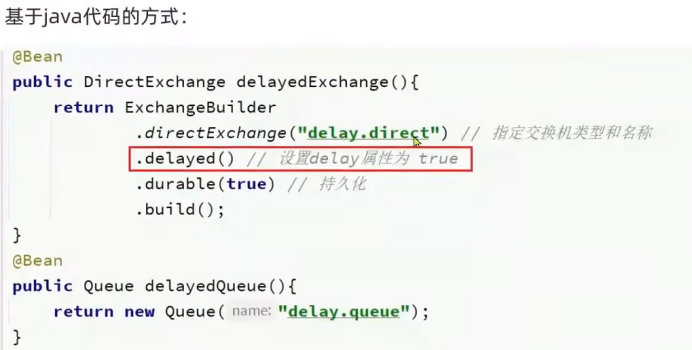 基于java代码的方式：
@Bean
public DirectExchange delayedExchange(){
    return ExchangeBuilder
            .directExchange("delay.direct") // 指定交换机类型和名称
            .delayed() // 设置delay属性为 true
            .durable(true) // 持久化
            .build();
}
@Bean
public Queue delayedQueue(){
    return new Queue( name: "delay.queue");
}